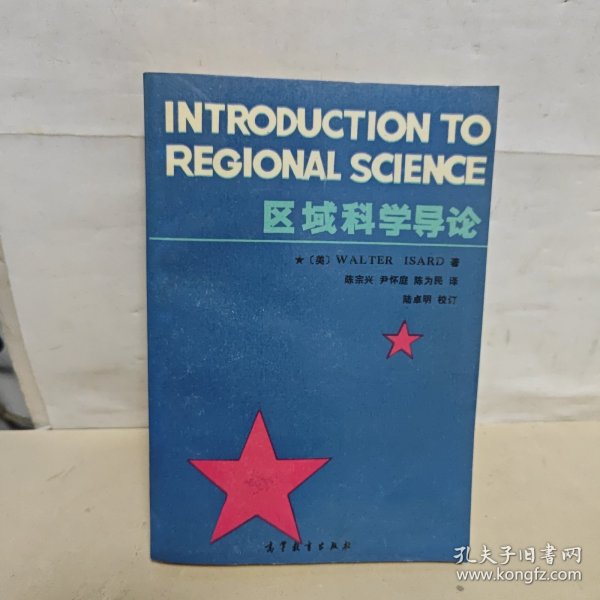 INTRODUCTION TO
REGIONAL SCIENCE
区域科学导论
★〔美〕WALTER ISARD 著
陈宗兴 尹怀庭 陈为民 译
陆卓明 校订
高等教育出版社
孔夫子旧书网
www.kongfz.com